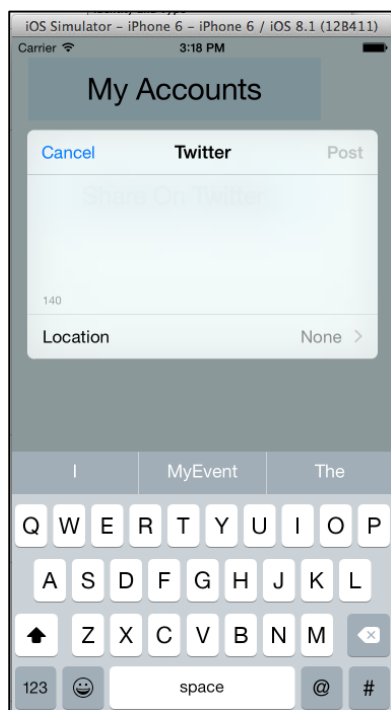 iOS Simulator - iPhone 6 - iPhone 6 / iOS 8.1 (12B411)
Carrier 3:18 PM
My Accounts
Cancel Twitter Post
Share On Twitter
140
Location None >
I MyEvent The
Q W E R T Y U I O P
A S D F G H J K L
Z X C V B N M
123 space @ #